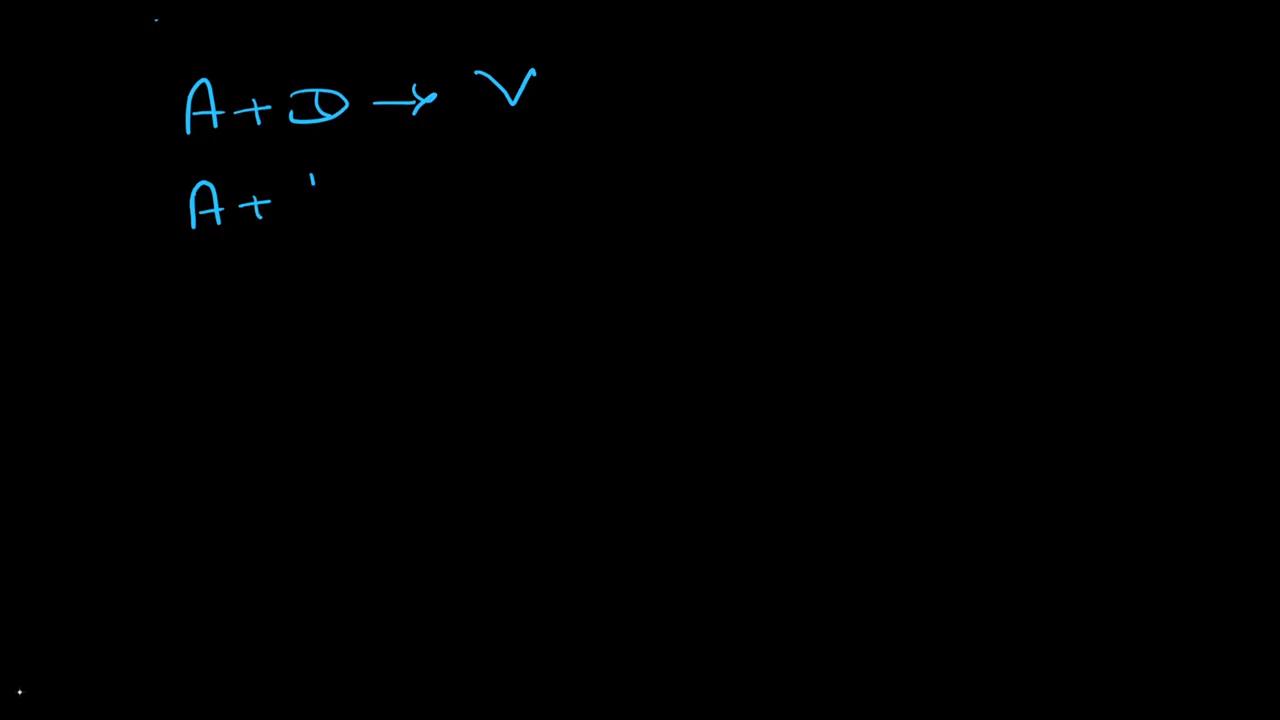 A + D → V
A +